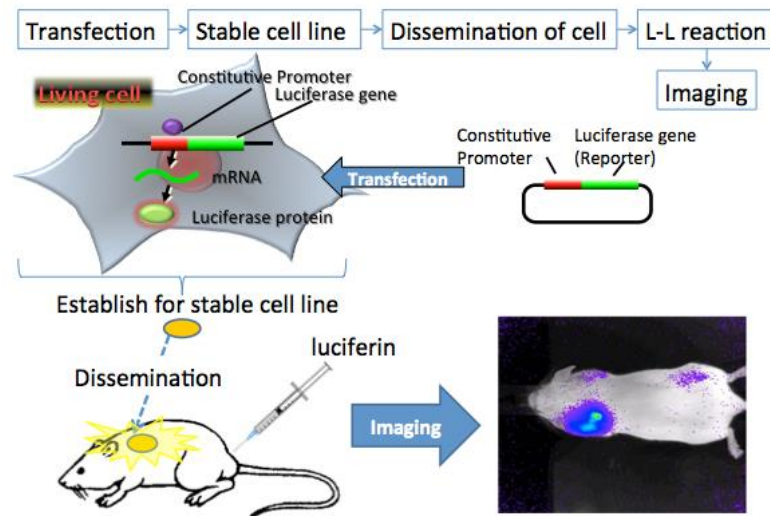 Transfection
Stable cell line
Dissemination of cell
L-L reaction
Imaging
Living cell
Constitutive Promoter
Luciferase gene
mRNA
Luciferase protein
Transfection
Constitutive
Promoter
Luciferase gene
(Reporter)
Establish for stable cell line
Dissemination
luciferin
Imaging